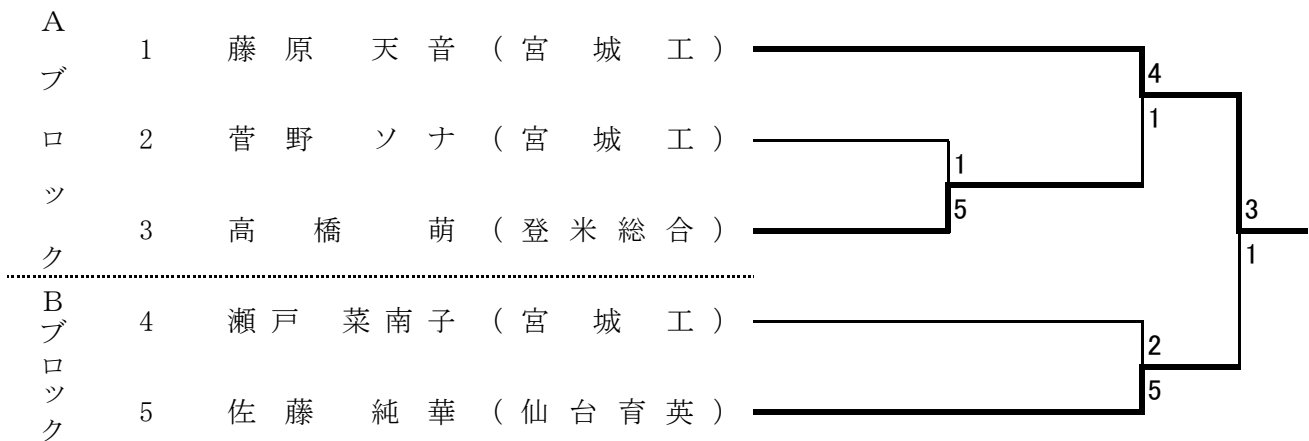 Aブロック
1 藤原 天音 (宮城工)
2 菅野 ソナ (宮城工)
3 高橋 萌 (登米総合)
4
1
1
5
3
1
Bブロック
4 瀬戸 菜南子 (宮城工)
5 佐藤 純華 (仙台育英)
2
5